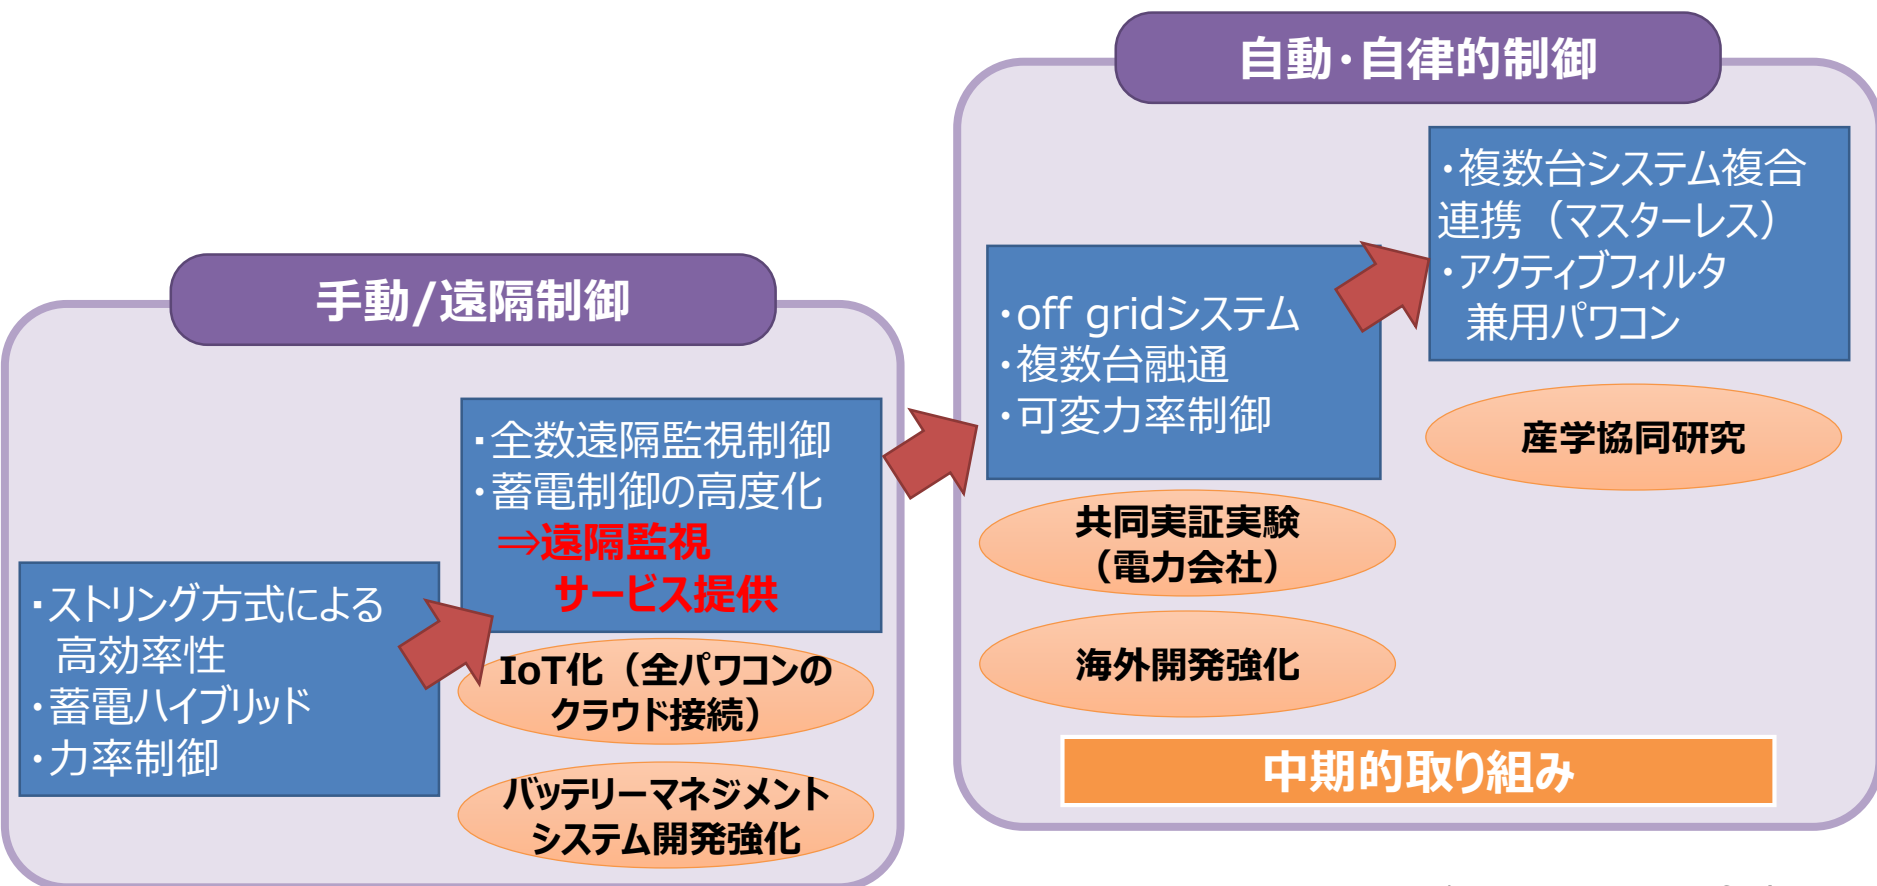 手動/遠隔制御
・ストリング方式による
高効率性
・蓄電ハイブリッド
・力率制御
・全数遠隔監視制御
・蓄電制御の高度化
⇒遠隔監視
サービス提供
IoT化（全パワコンの
クラウド接続）
バッテリーマネジメント
システム開発強化
自動・自律的制御
・off gridシステム
・複数台融通
・可変力率制御
共同実証実験
（電力会社）
海外開発強化
・複数台システム複合
連携（マスターレス）
・アクティブフィルタ
兼用パワコン
産学協同研究
中期的取り組み